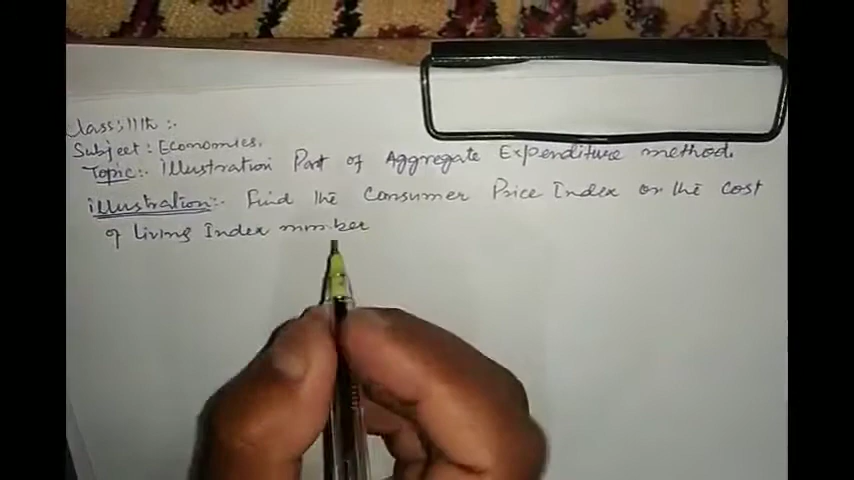 Class: 11th :-
Subject : Economics.
Topic :- Illustration Part of Aggregate Expenditure method.
Illustration :- Find the Consumer Price Index or the Cost
of living Index number